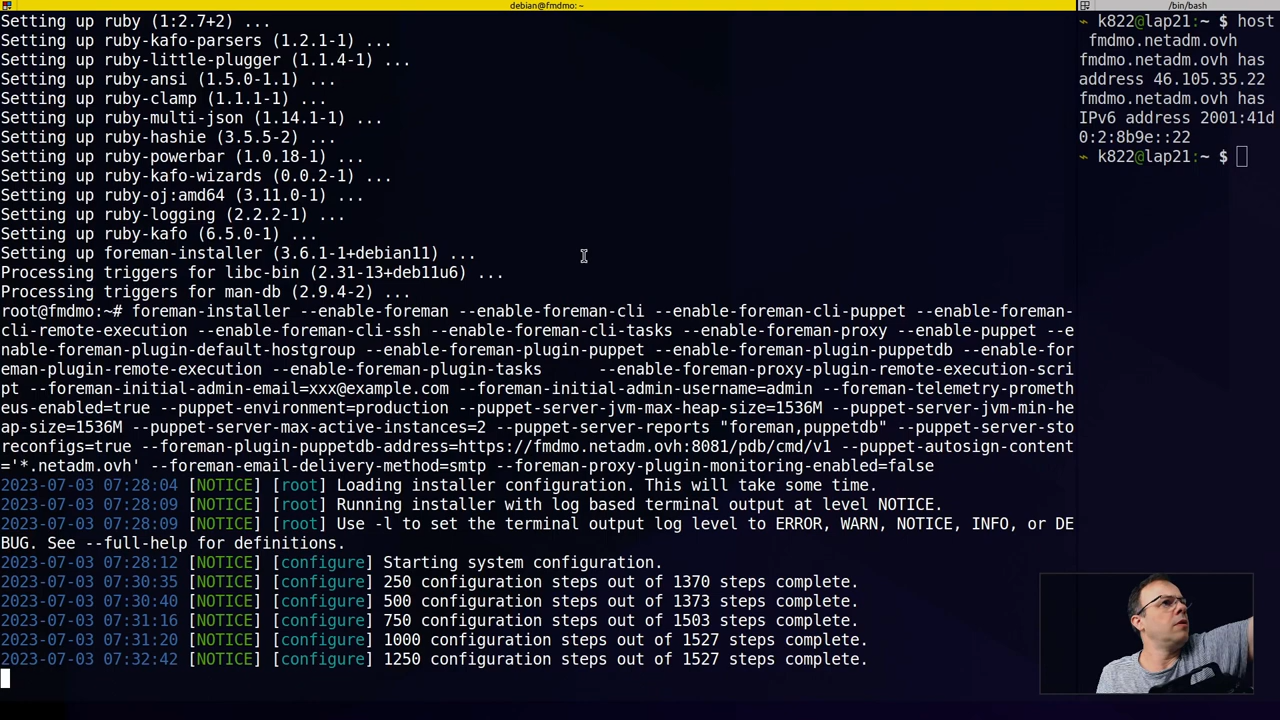 debian@fmdmo: ~
Setting up ruby (1:2.7+2) ...
Setting up ruby-kafo-parsers (1.2.1-1) ...
Setting up ruby-little-plugger (1.1.4-1) ...
Setting up ruby-ansi (1.5.0-1.1) ...
Setting up ruby-clamp (1.1.1-1) ...
Setting up ruby-multi-json (1.14.1-1) ...
Setting up ruby-hashie (3.5.5-2) ...
Setting up ruby-powerbar (1.0.18-1) ...
Setting up ruby-kafo-wizards (0.0.2-1) ...
Setting up ruby-oj:amd64 (3.11.0-1) ...
Setting up ruby-logging (2.2.2-1) ...
Setting up ruby-kafo (6.5.0-1) ...
Setting up foreman-installer (3.6.1-1+debian11) ...
Processing triggers for libc-bin (2.31-13+deb11u6) ...
Processing triggers for man-db (2.9.4-2) ...
root@fmdmo:~# foreman-installer --enable-foreman --enable-foreman-cli --enable-foreman-cli-puppet --enable-foreman-
cli-remote-execution --enable-foreman-cli-ssh --enable-foreman-cli-tasks --enable-foreman-proxy --enable-puppet --e
nable-foreman-plugin-default-hostgroup --enable-foreman-plugin-puppet --enable-foreman-plugin-puppetdb --enable-for
eman-plugin-remote-execution --enable-foreman-plugin-tasks      --enable-foreman-proxy-plugin-remote-execution-scri
pt --foreman-initial-admin-email=xxx@example.com --foreman-initial-admin-username=admin --foreman-telemetry-prometh
eus-enabled=true --puppet-environment=production --puppet-server-jvm-max-heap-size=1536M --puppet-server-jvm-min-he
ap-size=1536M --puppet-server-max-active-instances=2 --puppet-server-reports "foreman,puppetdb" --puppet-server-sto
reconfigs=true --foreman-plugin-puppetdb-address=https://fmdmo.netadm.ovh:8081/pdb/cmd/v1 --puppet-autosign-content
='*.netadm.ovh' --foreman-email-delivery-method=smtp --foreman-proxy-plugin-monitoring-enabled=false
2023-07-03 07:28:04 [NOTICE] [root] Loading installer configuration. This will take some time.
2023-07-03 07:28:09 [NOTICE] [root] Running installer with log based terminal output at level NOTICE.
2023-07-03 07:28:09 [NOTICE] [root] Use -l to set the terminal output log level to ERROR, WARN, NOTICE, INFO, or DE
BUG. See --full-help for definitions.
2023-07-03 07:28:12 [NOTICE] [configure] Starting system configuration.
2023-07-03 07:30:35 [NOTICE] [configure] 250 configuration steps out of 1370 steps complete.
2023-07-03 07:30:40 [NOTICE] [configure] 500 configuration steps out of 1373 steps complete.
2023-07-03 07:31:16 [NOTICE] [configure] 750 configuration steps out of 1503 steps complete.
2023-07-03 07:31:20 [NOTICE] [configure] 1000 configuration steps out of 1527 steps complete.
2023-07-03 07:32:42 [NOTICE] [configure] 1250 configuration steps out of 1527 steps complete.
/bin/bash
k822@lap21:~ $ host
fmdmo.netadm.ovh
fmdmo.netadm.ovh has
address 46.105.35.22
fmdmo.netadm.ovh has
IPv6 address 2001:41d
0:2:8b9e::22
k822@lap21:~ $